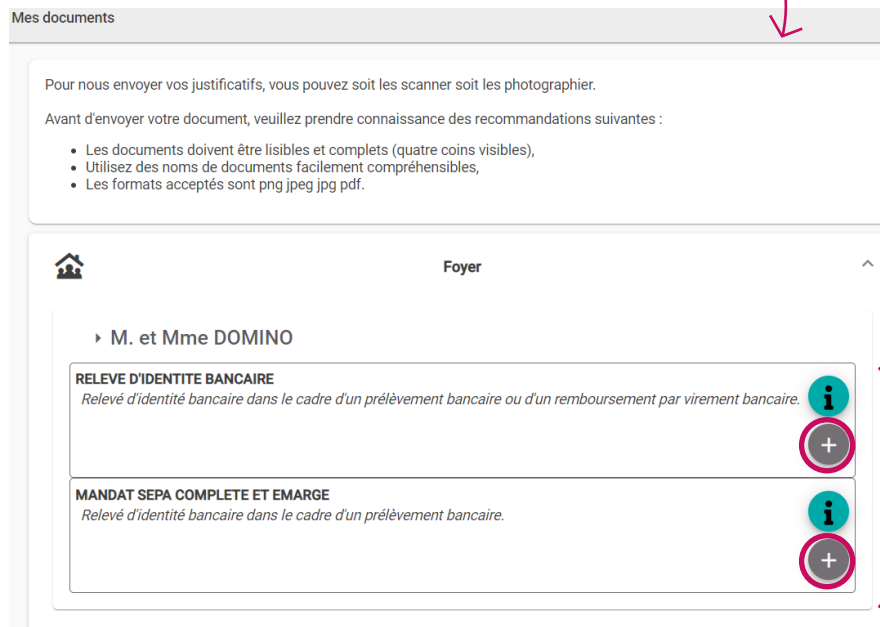 Mes documents
Pour nous envoyer vos justificatifs, vous pouvez soit les scanner soit les photographier.
Avant d'envoyer votre document, veuillez prendre connaissance des recommandations suivantes :
• Les documents doivent être lisibles et complets (quatre coins visibles),
• Utilisez des noms de documents facilement compréhensibles,
• Les formats acceptés sont png jpeg jpg pdf.
Foyer
M. et Mme DOMINO
RELEVE D'IDENTITE BANCAIRE
Relevé d'identité bancaire dans le cadre d'un prélèvement bancaire ou d'un remboursement par virement bancaire.
MANDAT SEPA COMPLETE ET EMARGE
Relevé d'identité bancaire dans le cadre d'un prélèvement bancaire.